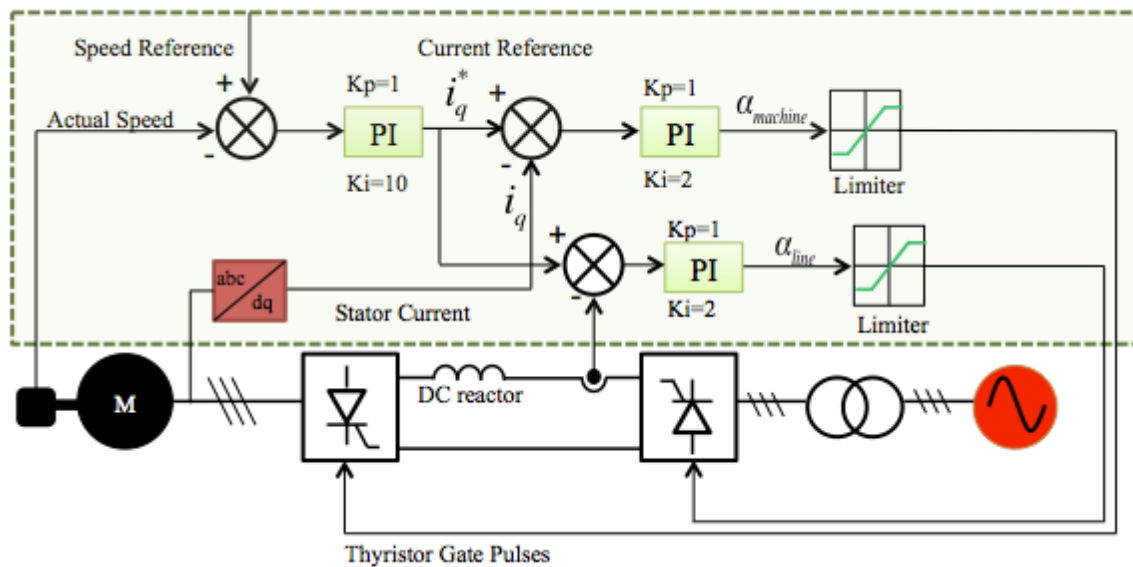 Speed Reference
Current Reference
Kp=1
i*q
Kp=1
αmachine
+
+
Actual Speed
PI
PI
-
-
Limiter
Ki=10
iq
Ki=2
Kp=1
+
αline
abc
dq
PI
-
Stator Current
Ki=2
Limiter
M
DC reactor
Thyristor Gate Pulses